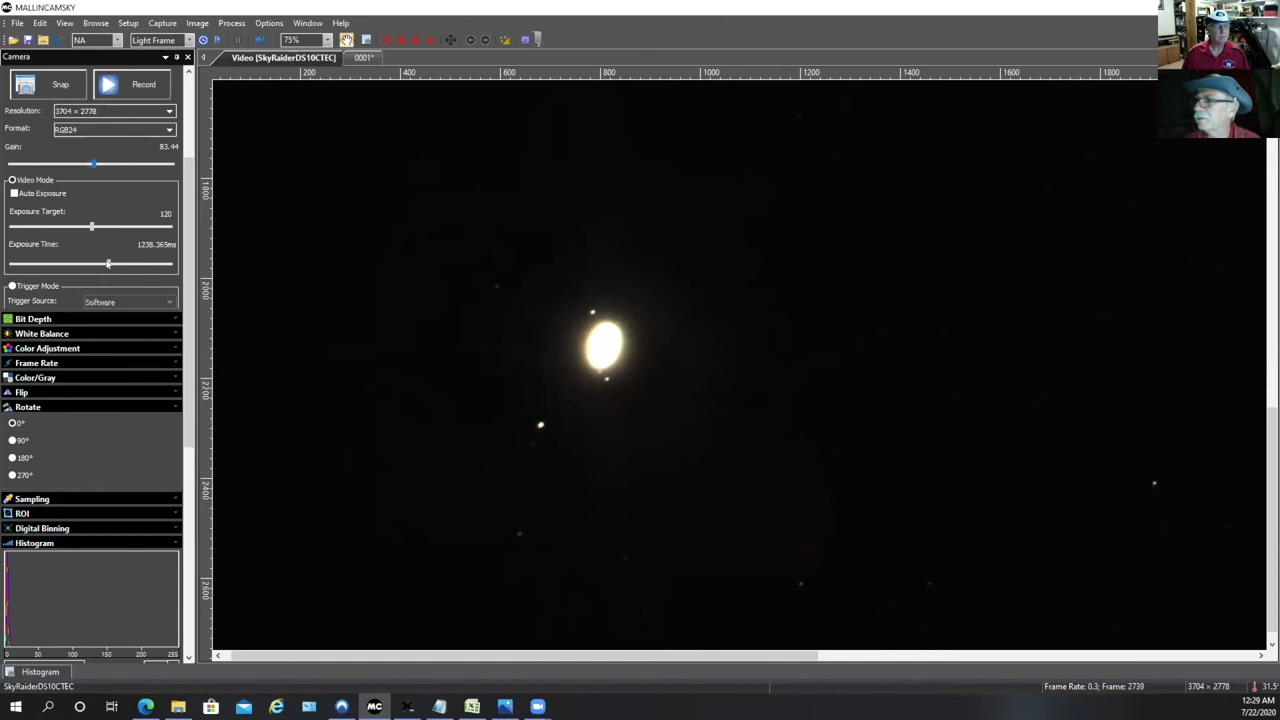 MC MALLINCAMSKY
File Edit View Browse Setup Capture Image Process Options Window Help
NA Light Frame 75%
Camera
Video [SkyRaiderDS10CTEC] 0001*
200 400 600 800 1000 1200 1400 1600 1800
Snap Record
Resolution: 3704 × 2778
Format: RGB24
Gain: 83.44
Video Mode
Auto Exposure
Exposure Target: 120
Exposure Time: 1238.365ms
Trigger Mode
Trigger Source: Software
Bit Depth
White Balance
Color Adjustment
Frame Rate
Color/Gray
Flip
Rotate
0°
90°
180°
270°
Sampling
ROI
Digital Binning
Histogram
0 50 100 150 200 255
1800
2000
2200
2400
2600
Histogram
SkyRaiderDS10CTEC Frame Rate: 0.3; Frame: 2739 3704 × 2778 31.5°
MC
12:29 AM
7/22/2020